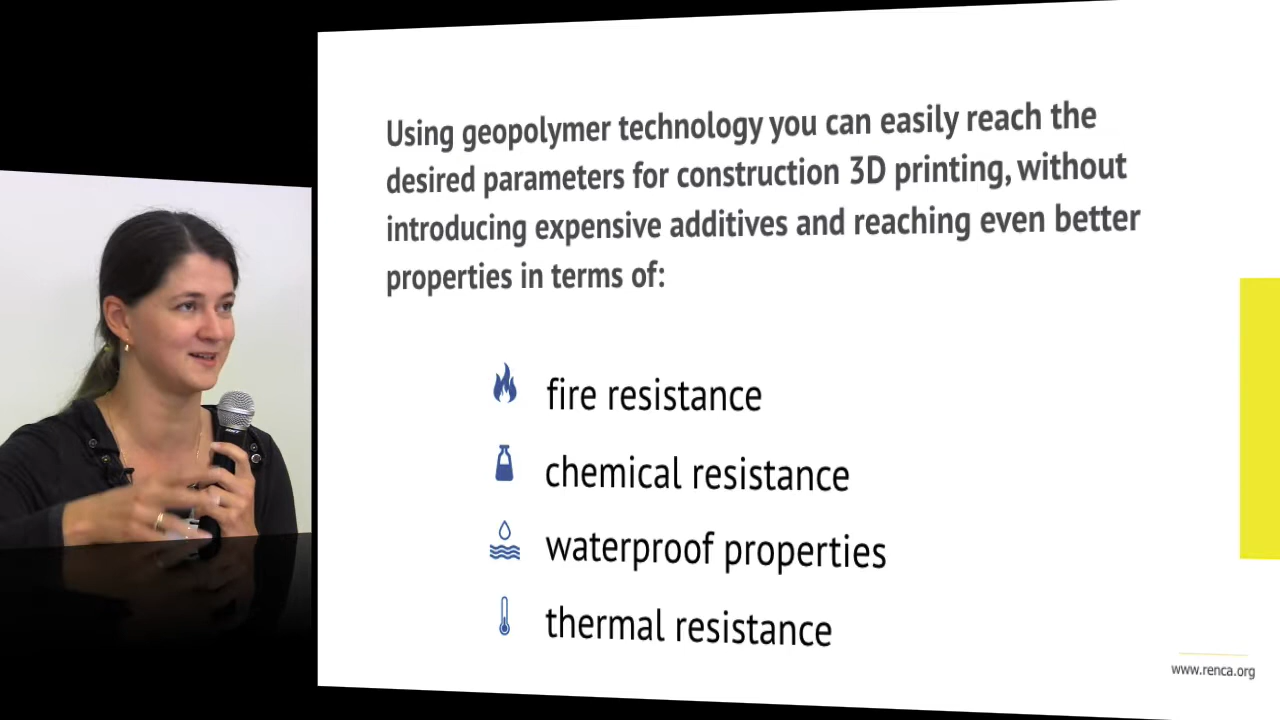 Using geopolymer technology you can easily reach the
desired parameters for construction 3D printing, without
introducing expensive additives and reaching even better
properties in terms of:
fire resistance
chemical resistance
waterproof properties
thermal resistance
www.renca.org